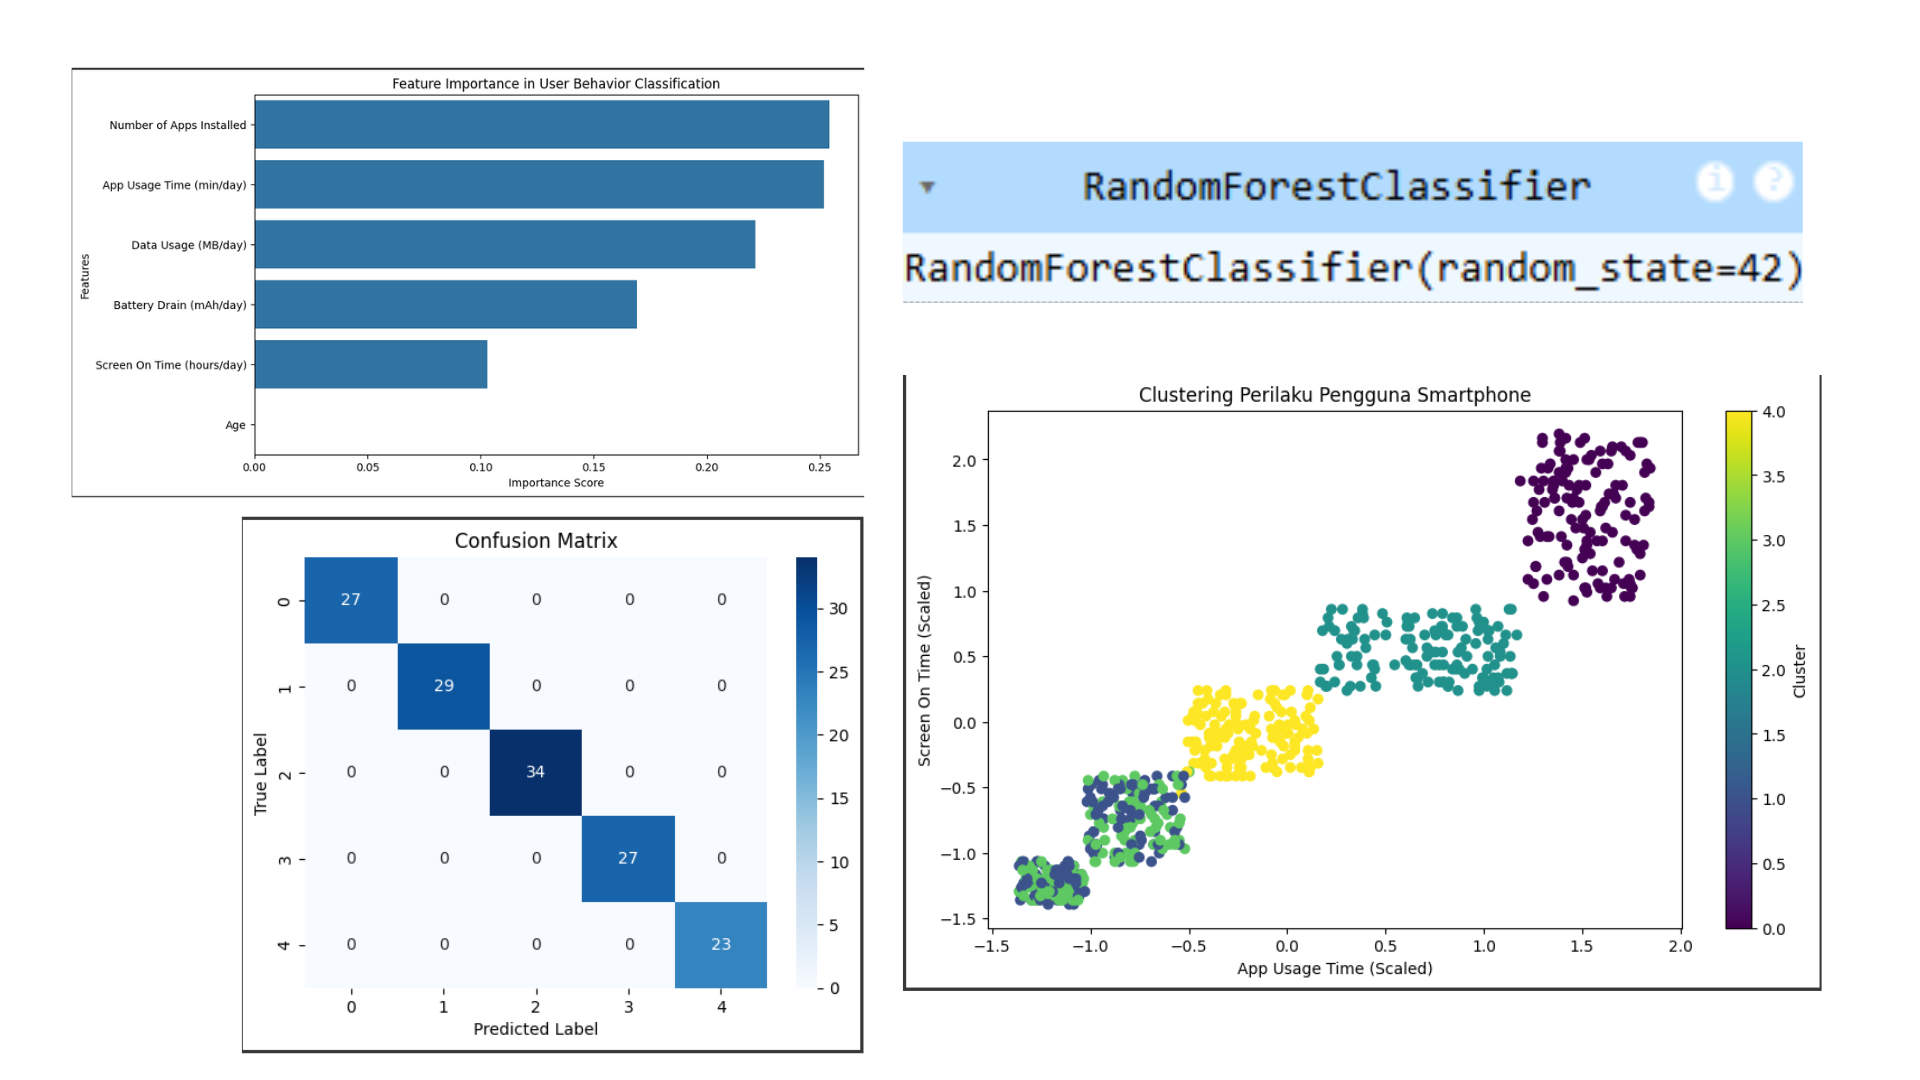 Feature Importance in User Behavior Classification
Features
Number of Apps Installed
App Usage Time (min/day)
Data Usage (MB/day)
Battery Drain (mAh/day)
Screen On Time (hours/day)
Age
0.00 0.05 0.10 0.15 0.20 0.25
Importance Score
RandomForestClassifier
i ?
RandomForestClassifier(random_state=42)
Confusion Matrix
True Label
0 27 0 0 0 0
1 0 29 0 0 0
2 0 0 34 0 0
3 0 0 0 27 0
4 0 0 0 0 23
0 1 2 3 4
Predicted Label
30
25
20
15
10
5
0
Clustering Perilaku Pengguna Smartphone
Screen On Time (Scaled)
2.0
1.5
1.0
0.5
0.0
−0.5
−1.0
−1.5
−1.5 −1.0 −0.5 0.0 0.5 1.0 1.5 2.0
App Usage Time (Scaled)
4.0
3.5
3.0
2.5
2.0
1.5
1.0
0.5
0.0
Cluster